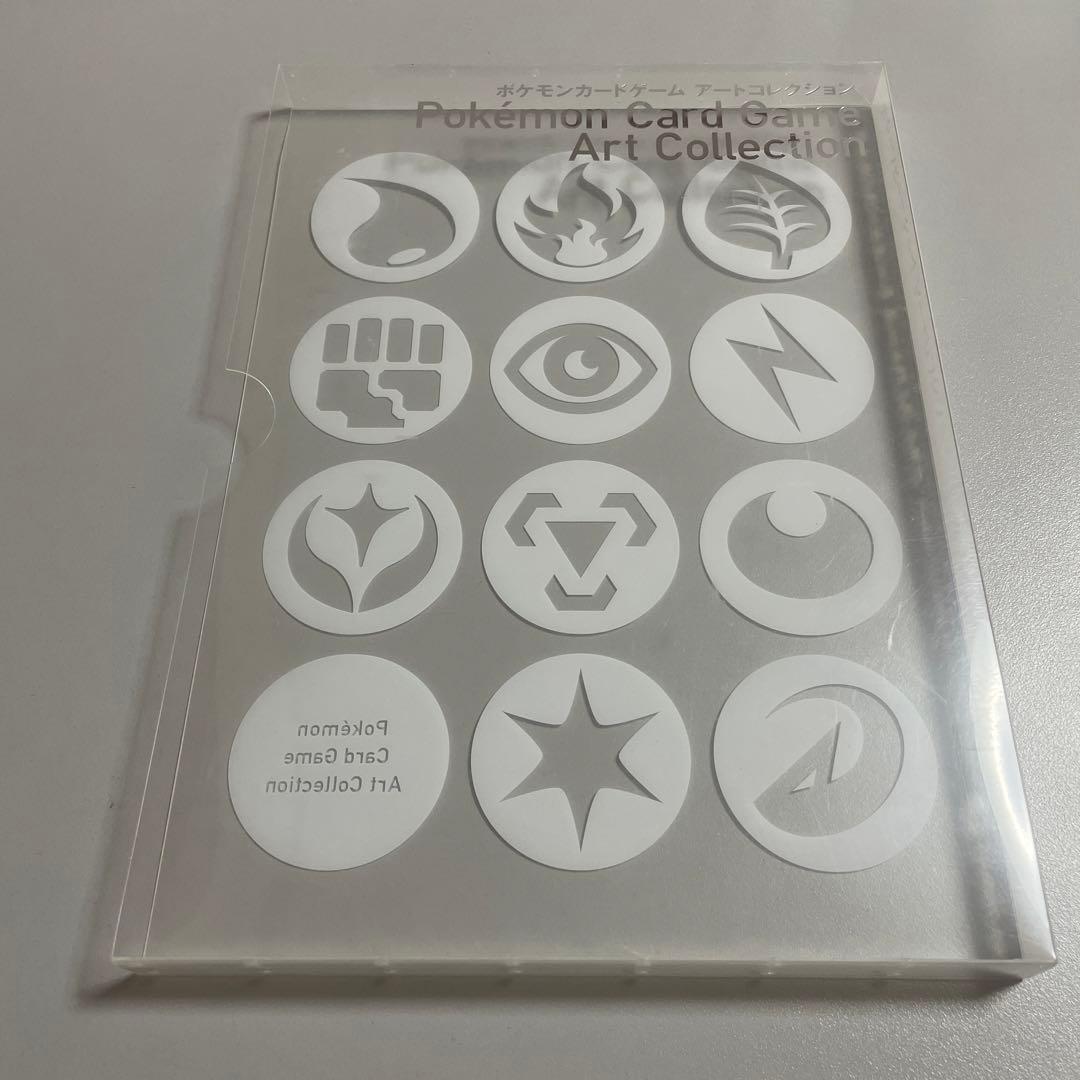 ポケモンカードゲーム アートコレクション
Pokémon Card Game
Art Collection
Pokémon
Card Game
Art Collection